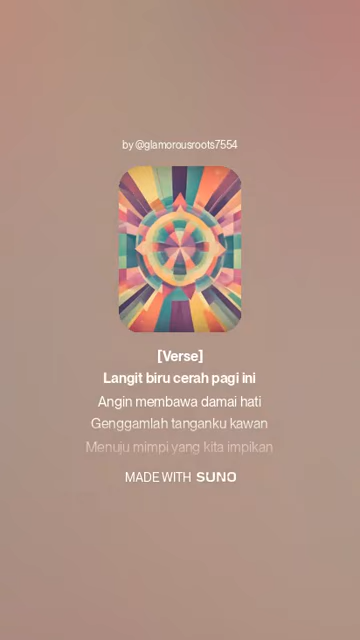 by @glamorousroots7554
[Verse]
Langit biru cerah pagi ini
Angin membawa damai hati
Genggamlah tanganku kawan
Menuju mimpi yang kita impikan
MADE WITH SUNO